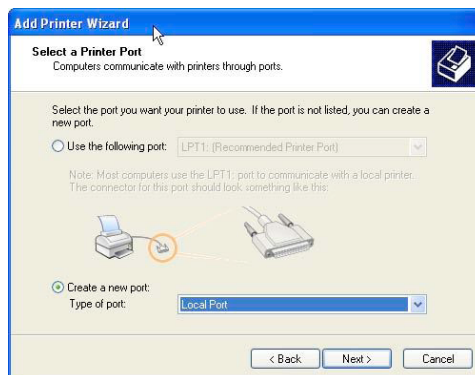 Add Printer Wizard
Select a Printer Port
Computers communicate with printers through ports.
Select the port you want your printer to use. If the port is not listed, you can create a
new port.
Use the following port: LPT1: (Recommended Printer Port)
Note: Most computers use the LPT1: port to communicate with a local printer.
The connector for this port should look something like this:
Create a new port:
Type of port: Local Port
< Back Next > Cancel